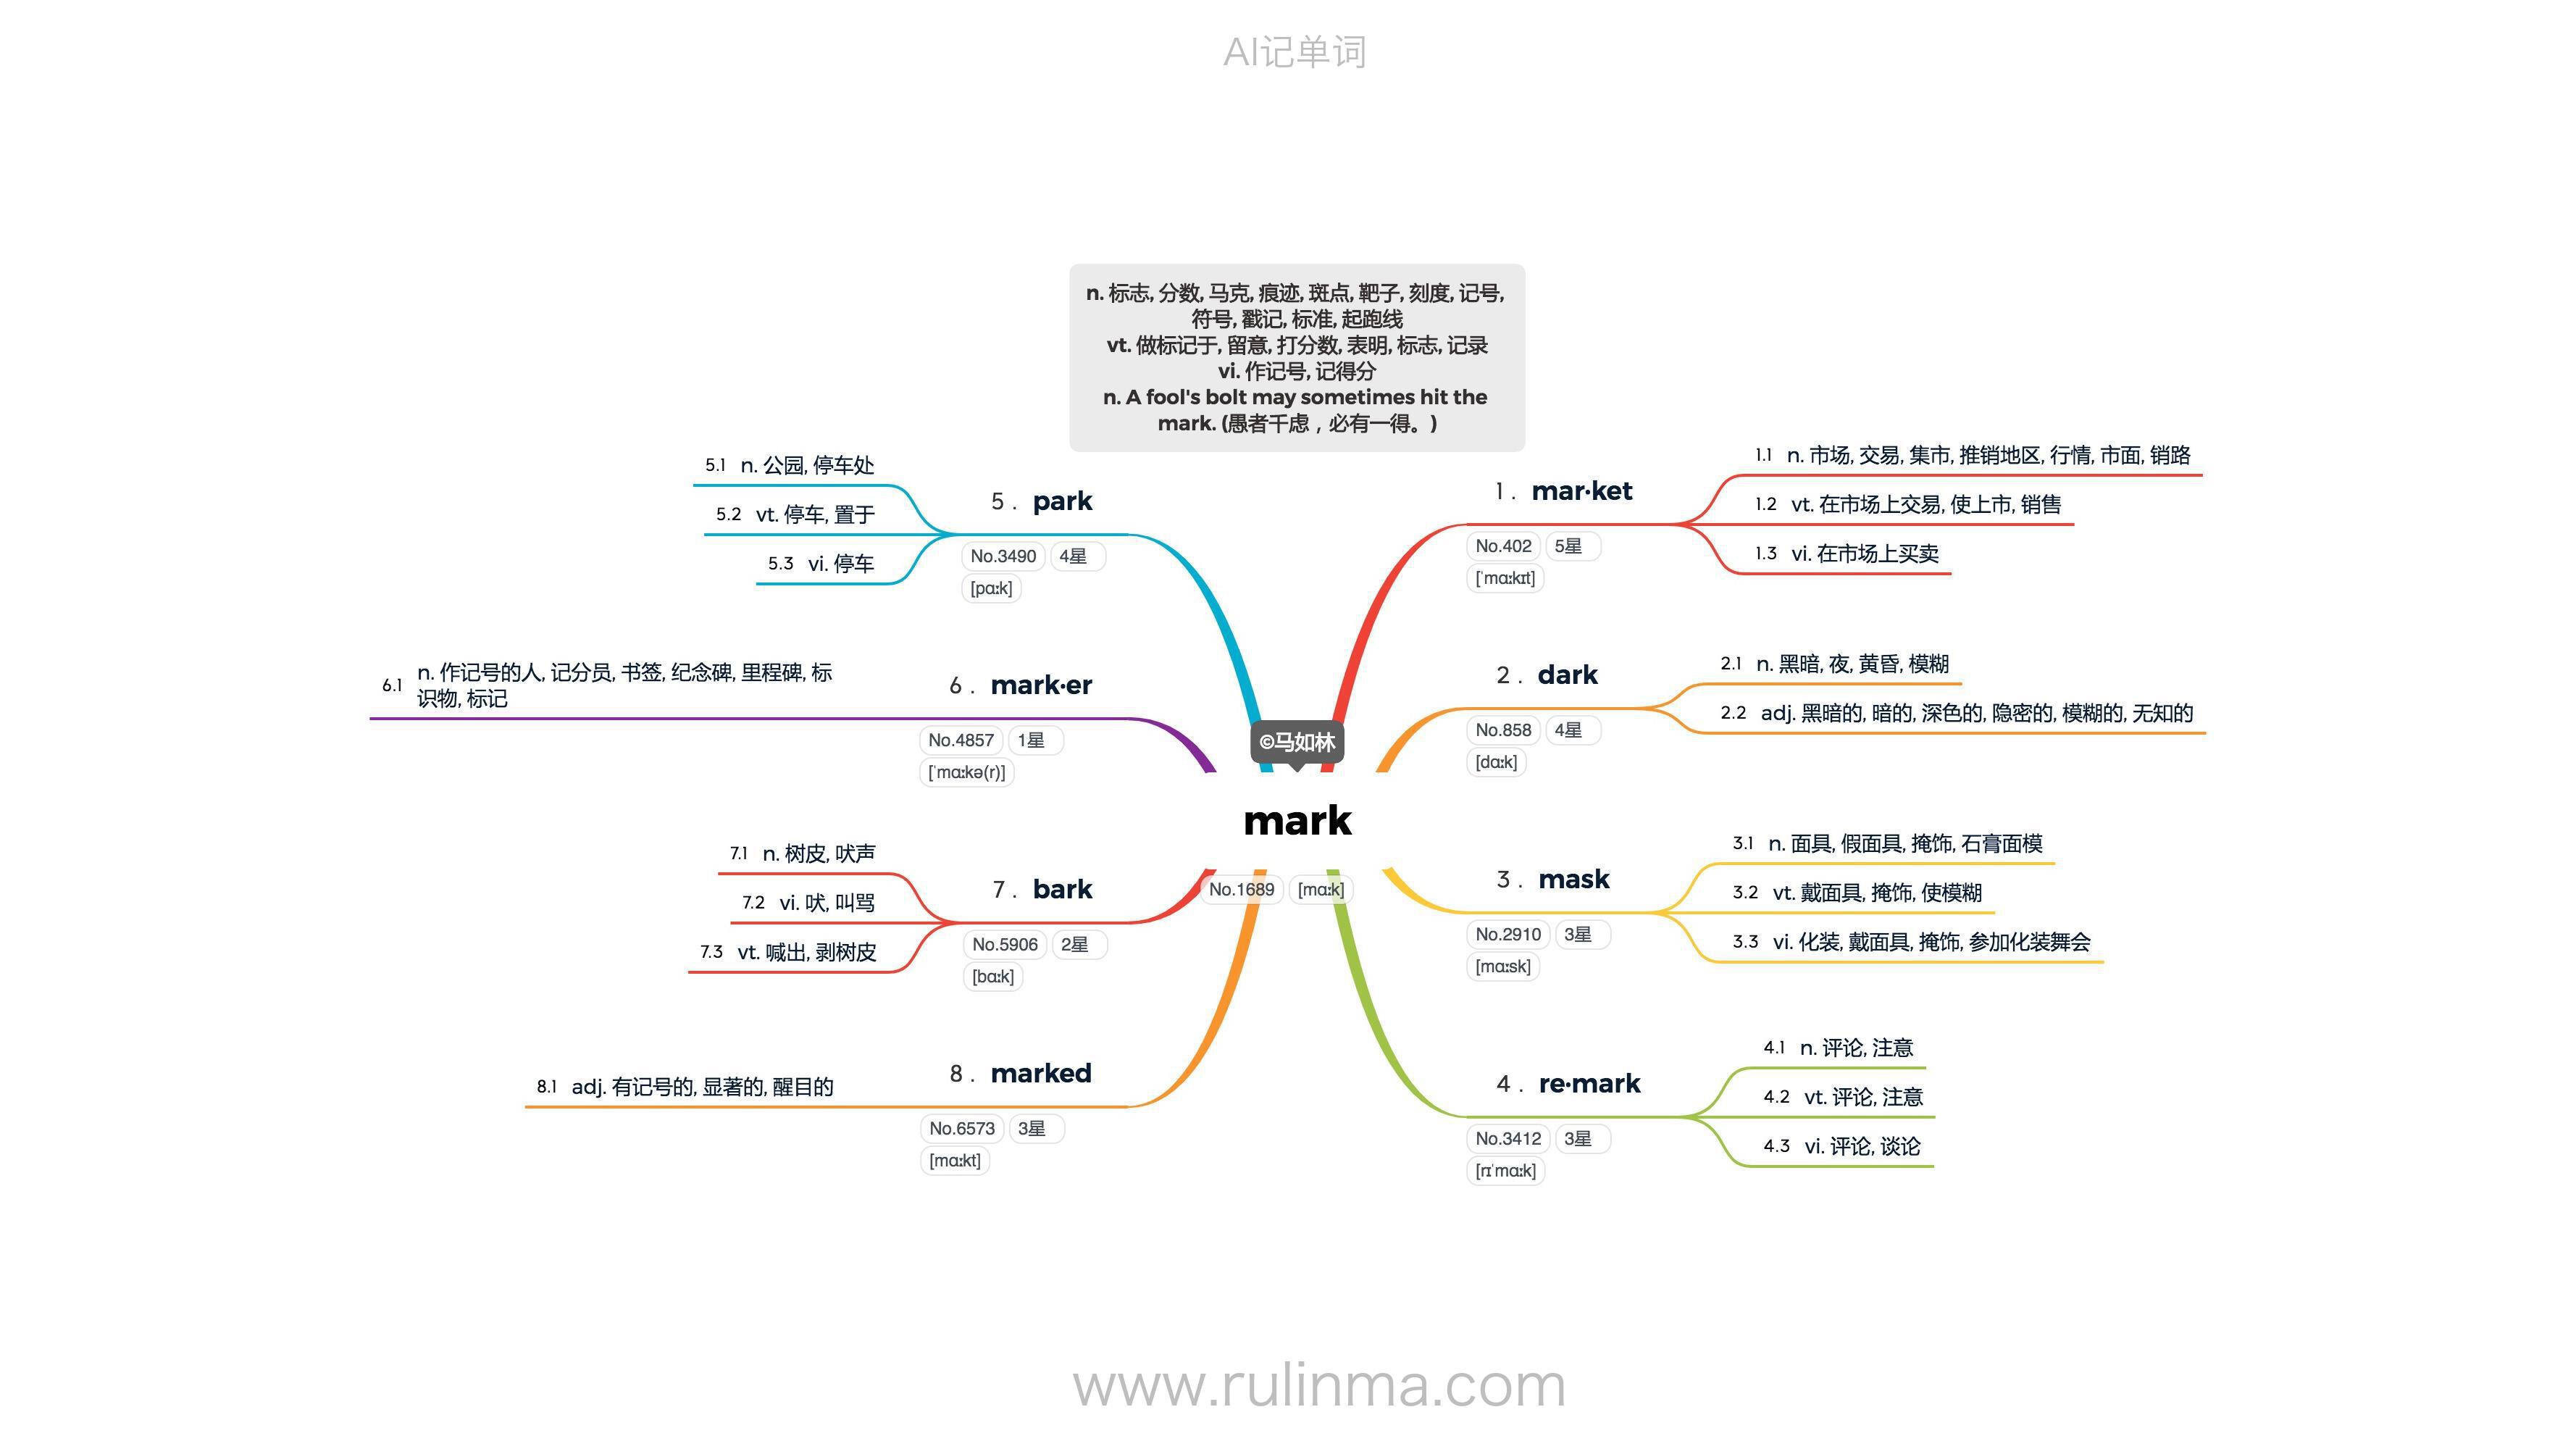 AI记单词
n. 标志, 分数, 马克, 痕迹, 斑点, 靶子, 刻度, 记号,
符号, 戳记, 标准, 起跑线
vt. 做标记于, 留意, 打分数, 表明, 标志, 记录
vi. 作记号, 记得分
n. A fool's bolt may sometimes hit the
mark. (愚者千虑，必有一得。)
©马如林
mark
No.1689 [mɑːk]
1. mar·ket
No.402 5星
[ˈmɑːkɪt]
1.1 n. 市场, 交易, 集市, 推销地区, 行情, 市面, 销路
1.2 vt. 在市场上交易, 使上市, 销售
1.3 vi. 在市场上买卖
2. dark
No.858 4星
[dɑːk]
2.1 n. 黑暗, 夜, 黄昏, 模糊
2.2 adj. 黑暗的, 暗的, 深色的, 隐密的, 模糊的, 无知的
3. mask
No.2910 3星
[mɑːsk]
3.1 n. 面具, 假面具, 掩饰, 石膏面模
3.2 vt. 戴面具, 掩饰, 使模糊
3.3 vi. 化装, 戴面具, 掩饰, 参加化装舞会
4. re·mark
No.3412 3星
[rɪˈmɑːk]
4.1 n. 评论, 注意
4.2 vt. 评论, 注意
4.3 vi. 评论, 谈论
5. park
No.3490 4星
[pɑːk]
5.1 n. 公园, 停车处
5.2 vt. 停车, 置于
5.3 vi. 停车
6. mark·er
No.4857 1星
[ˈmɑːkə(r)]
6.1 n. 作记号的人, 记分员, 书签, 纪念碑, 里程碑, 标
识物, 标记
7. bark
No.5906 2星
[bɑːk]
7.1 n. 树皮, 吠声
7.2 vi. 吠, 叫骂
7.3 vt. 喊出, 剥树皮
8. marked
No.6573 3星
[mɑːkt]
8.1 adj. 有记号的, 显著的, 醒目的
www.rulinma.com